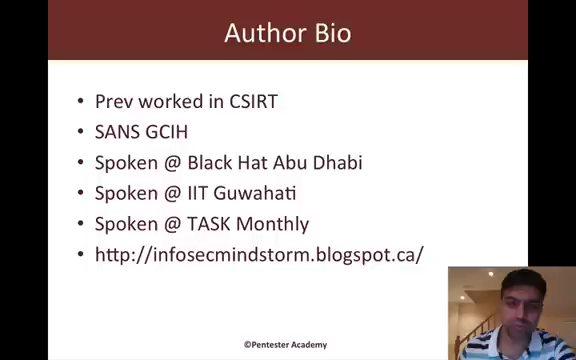 Author Bio
• Prev worked in CSIRT
• SANS GCIH
• Spoken @ Black Hat Abu Dhabi
• Spoken @ IIT Guwahati
• Spoken @ TASK Monthly
• http://infosecmindstorm.blogspot.ca/
©Pentester Academy